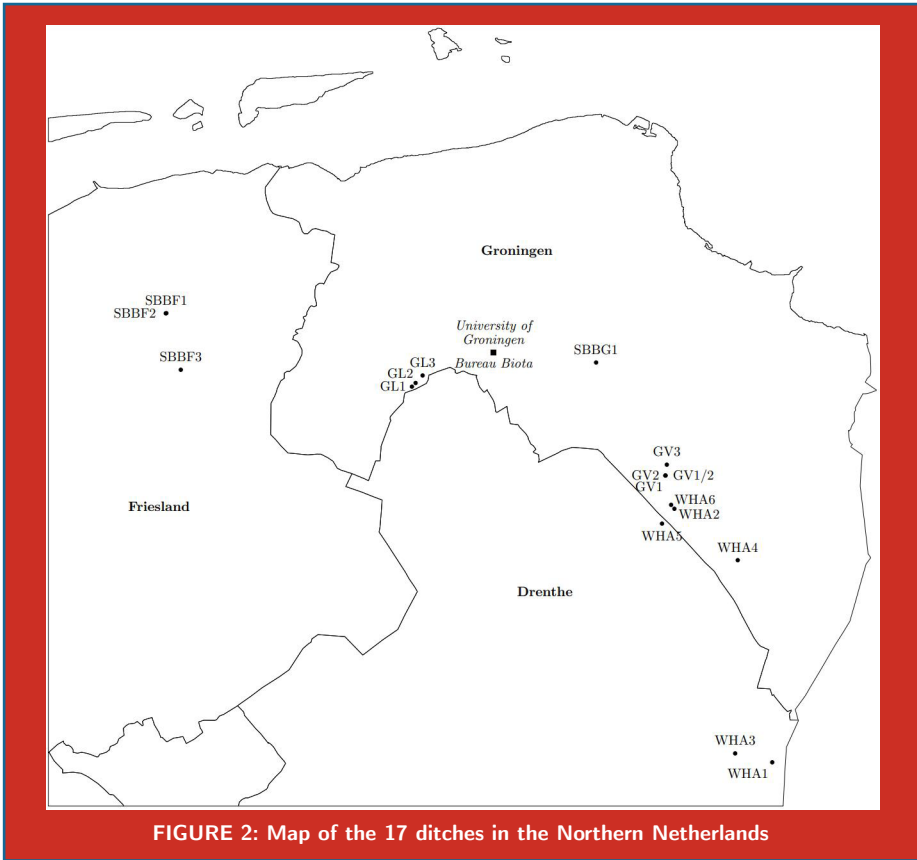 Groningen
SBBF1
SBBF2
University of
Groningen
Bureau Biota
SBBG1
SBBF3
GL3
GL2
GL1
GV3
GV2
GV1/2
GV1
WHA6
WHA2
WHA5
Friesland
WHA4
Drenthe
WHA3
WHA1
FIGURE 2: Map of the 17 ditches in the Northern Netherlands